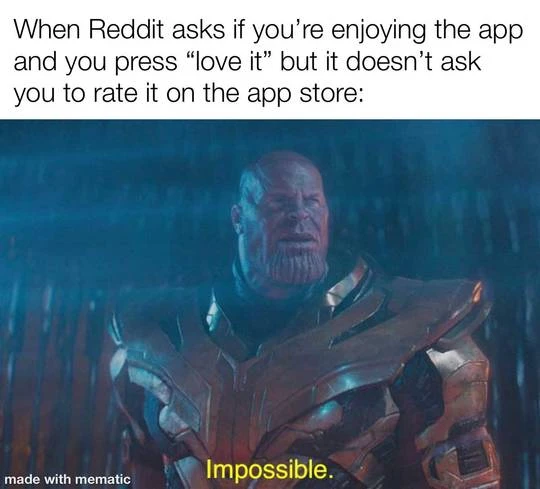 When Reddit asks if you’re enjoying the app
and you press “love it” but it doesn’t ask
you to rate it on the app store:
Impossible.
made with mematic